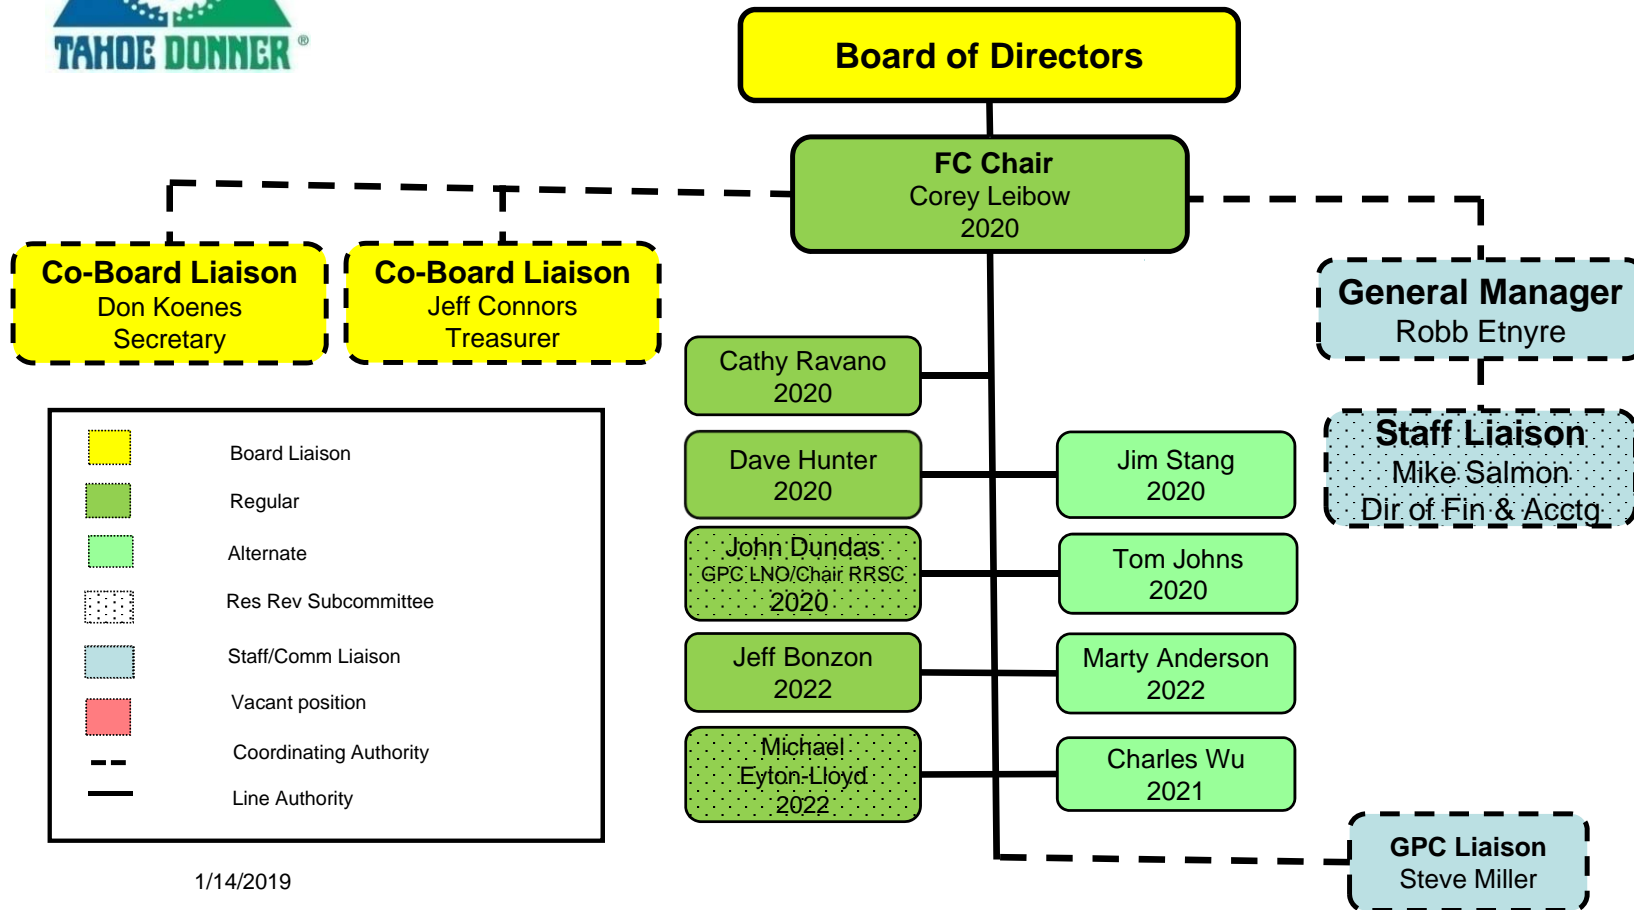 TAHOE DONNER ®
Board of Directors
FC Chair
Corey Leibow
2020
Co-Board Liaison
Don Koenes
Secretary
Co-Board Liaison
Jeff Connors
Treasurer
General Manager
Robb Etnyre
Staff Liaison
Mike Salmon
Dir of Fin & Acctg
Cathy Ravano
2020
Dave Hunter
2020
Jim Stang
2020
John Dundas
GPC LNO/Chair RRSC
2020
Tom Johns
2020
Jeff Bonzon
2022
Marty Anderson
2022
Michael
Eyton-Lloyd
2022
Charles Wu
2021
GPC Liaison
Steve Miller
Board Liaison
Regular
Alternate
Res Rev Subcommittee
Staff/Comm Liaison
Vacant position
Coordinating Authority
Line Authority
1/14/2019